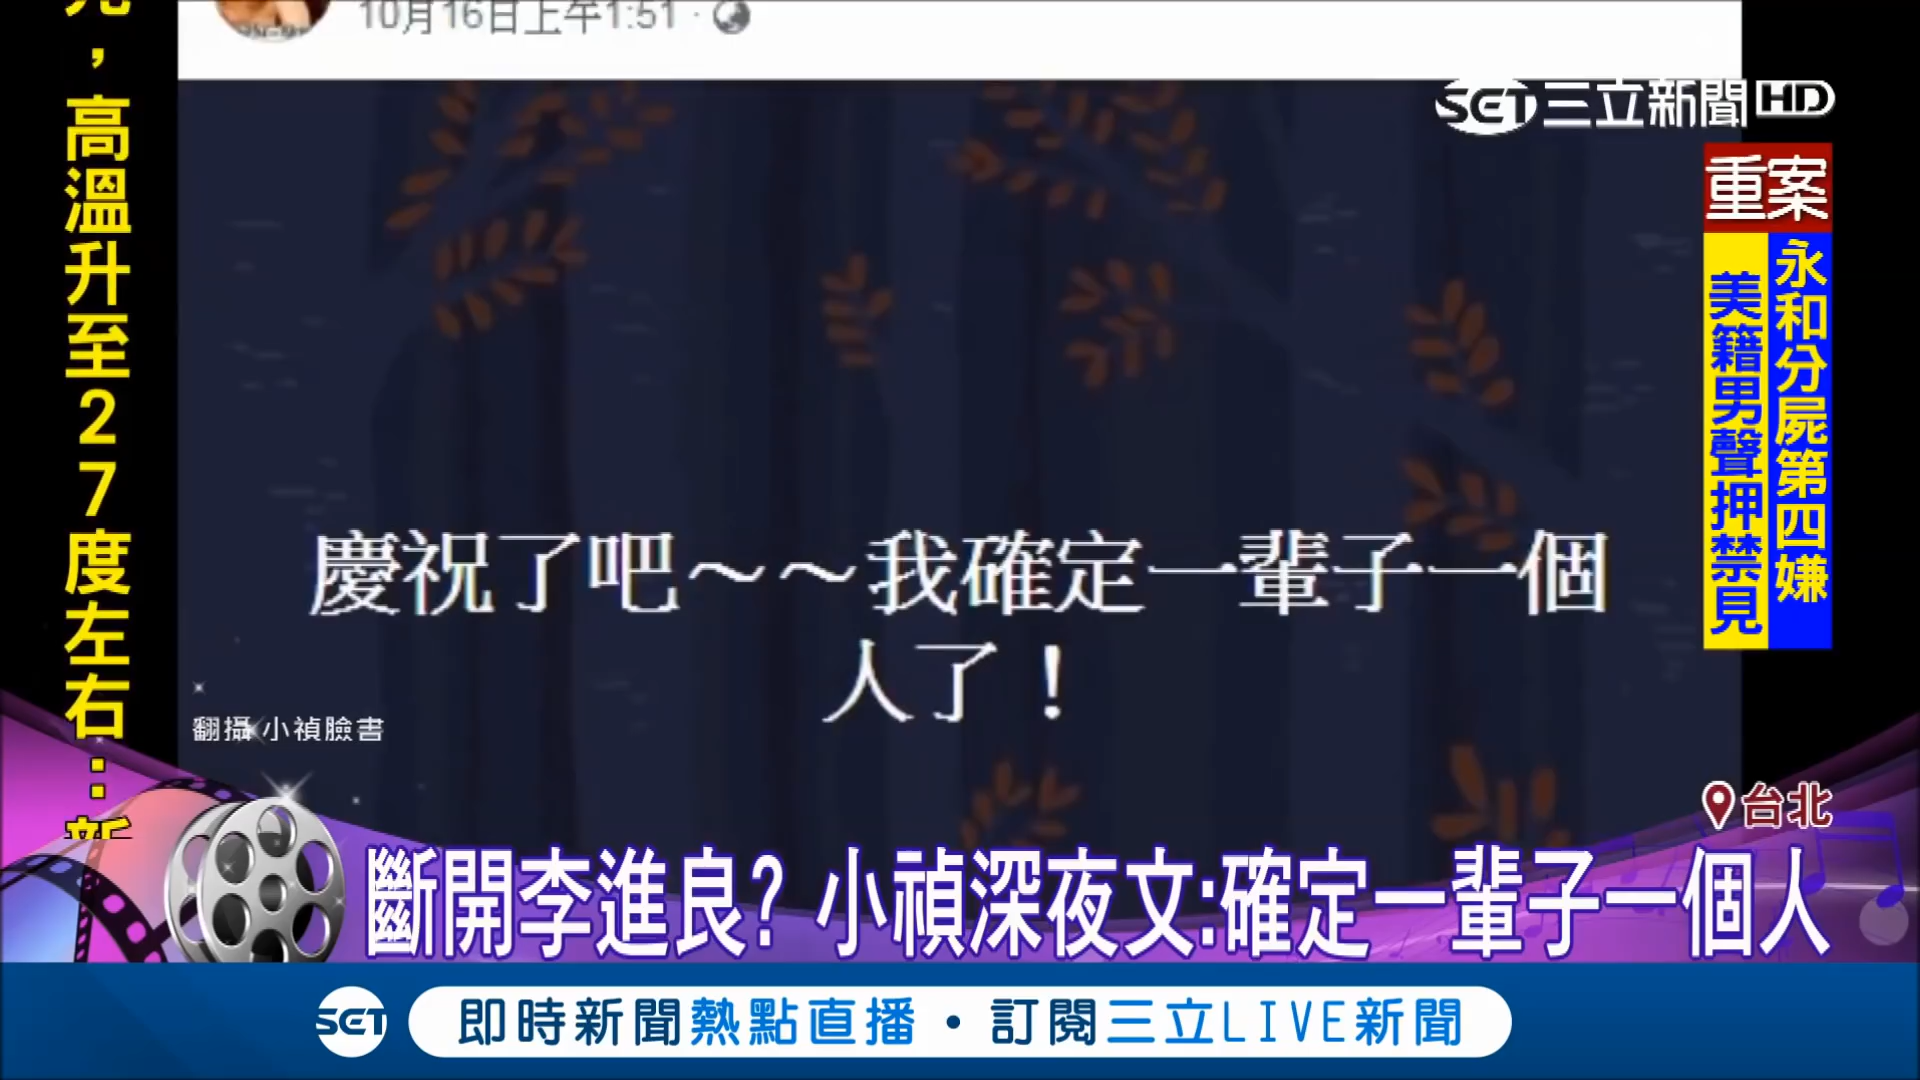 10月16日上午1:51
SET三立新聞HD
重案
永和分屍第四嫌
美籍男聲押禁見
，高溫升至27度左右…
慶祝了吧～～我確定一輩子一個
人了！
翻攝 小禎臉書
台北
斷開李進良? 小禎深夜文:確定一輩子一個人
SET 即時新聞熱點直播・訂閱三立LIVE新聞